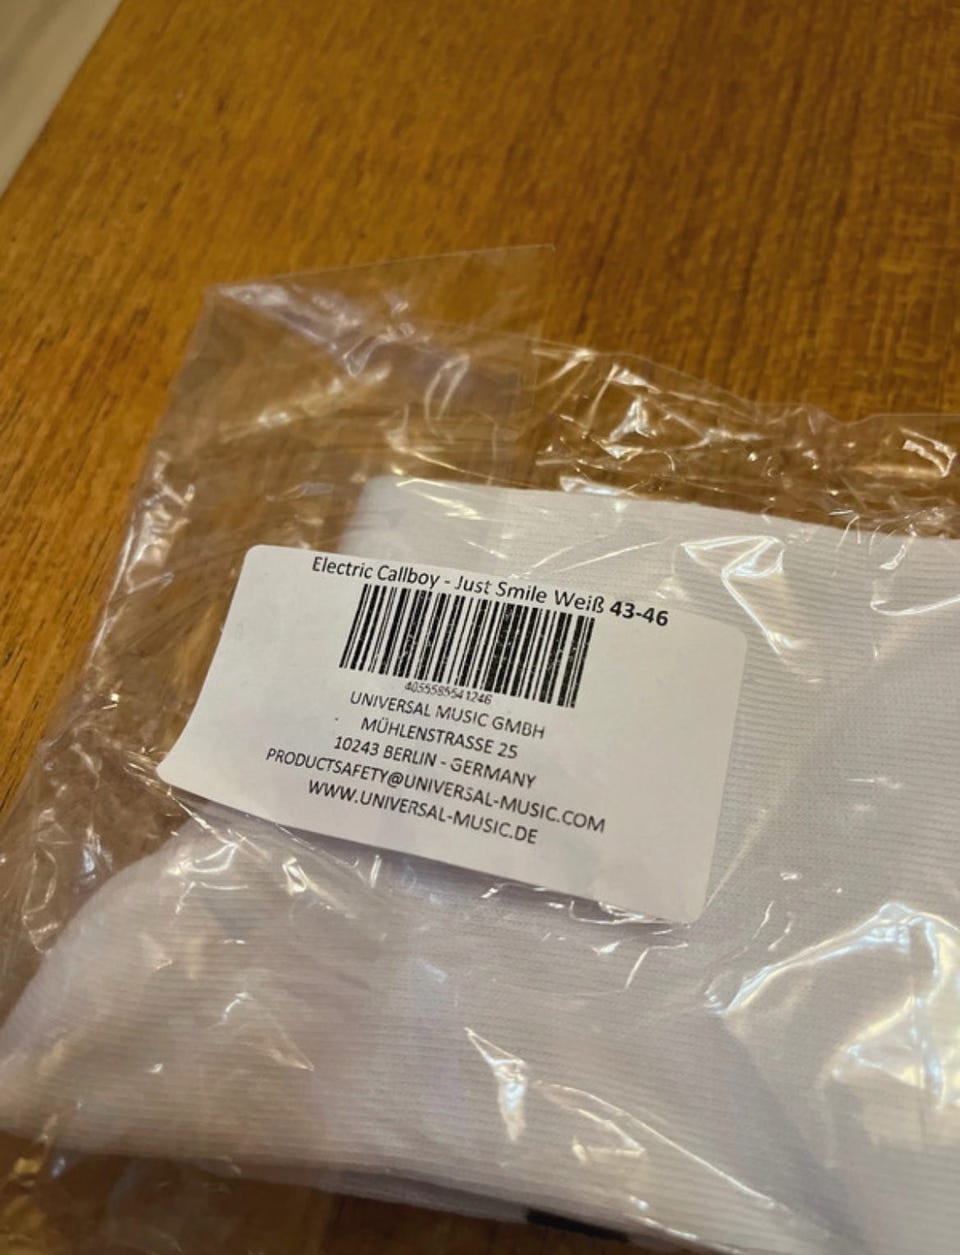 Electric Callboy - Just Smile Weiß 43-46
4055585541246
UNIVERSAL MUSIC GMBH
MÜHLENSTRASSE 25
10243 BERLIN - GERMANY
PRODUCTSAFETY@UNIVERSAL-MUSIC.COM
WWW.UNIVERSAL-MUSIC.DE